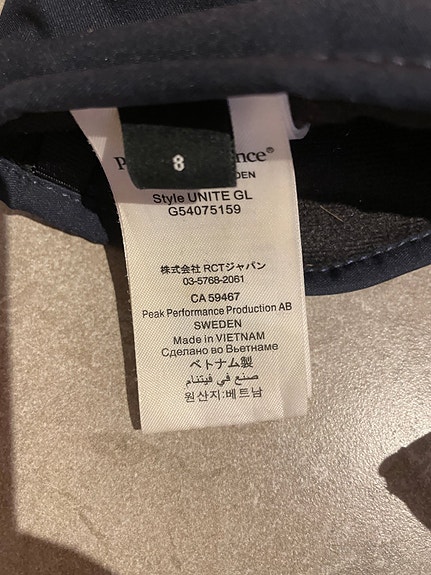 8
Style UNITE GL
G54075159
株式会社 RCTジャパン
03-5768-2061
CA 59467
Peak Performance Production AB
SWEDEN
Made in VIETNAM
Сделано во Вьетнаме
ベトナム製
صنع في فيتنام
원산지:베트남